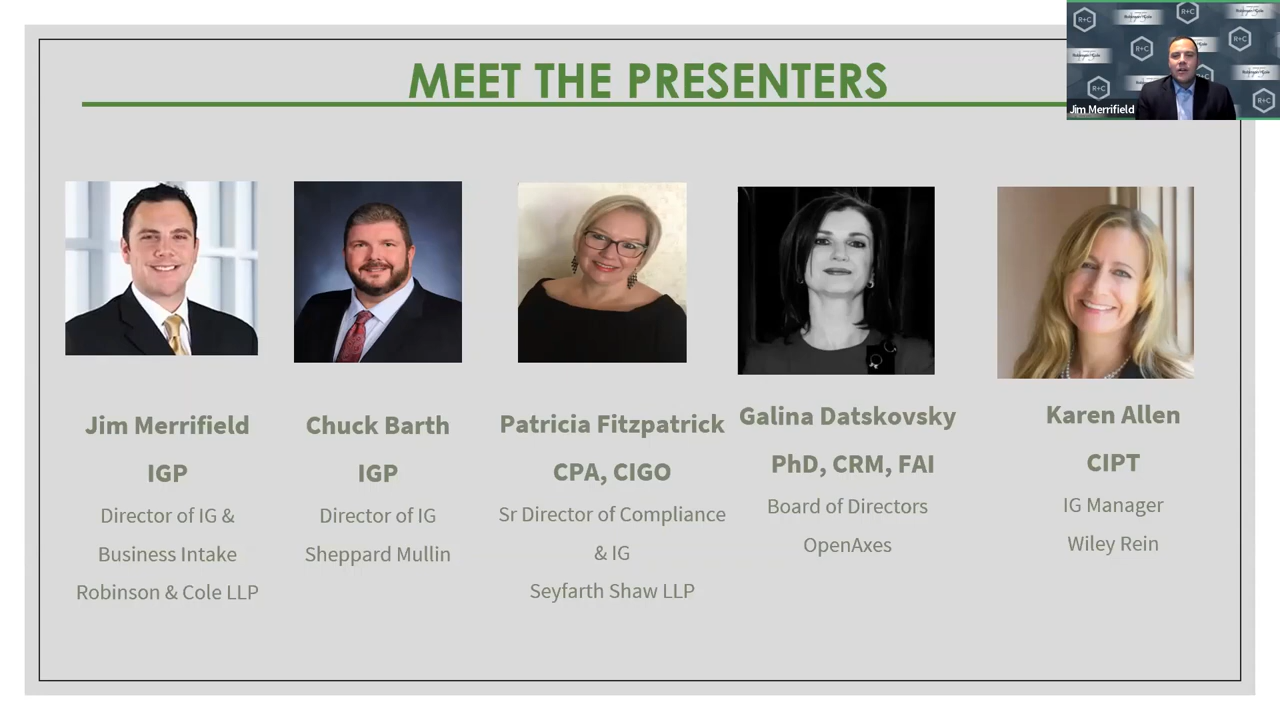 MEET THE PRESENTERS
R+C
R+C
R+C
R+C
R+C
R+C
Robinson+Cole
Jim Merrifield
Jim Merrifield
IGP
Director of IG &
Business Intake
Robinson & Cole LLP
Chuck Barth
IGP
Director of IG
Sheppard Mullin
Patricia Fitzpatrick
CPA, CIGO
Sr Director of Compliance
& IG
Seyfarth Shaw LLP
Galina Datskovsky
PhD, CRM, FAI
Board of Directors
OpenAxes
Karen Allen
CIPT
IG Manager
Wiley Rein